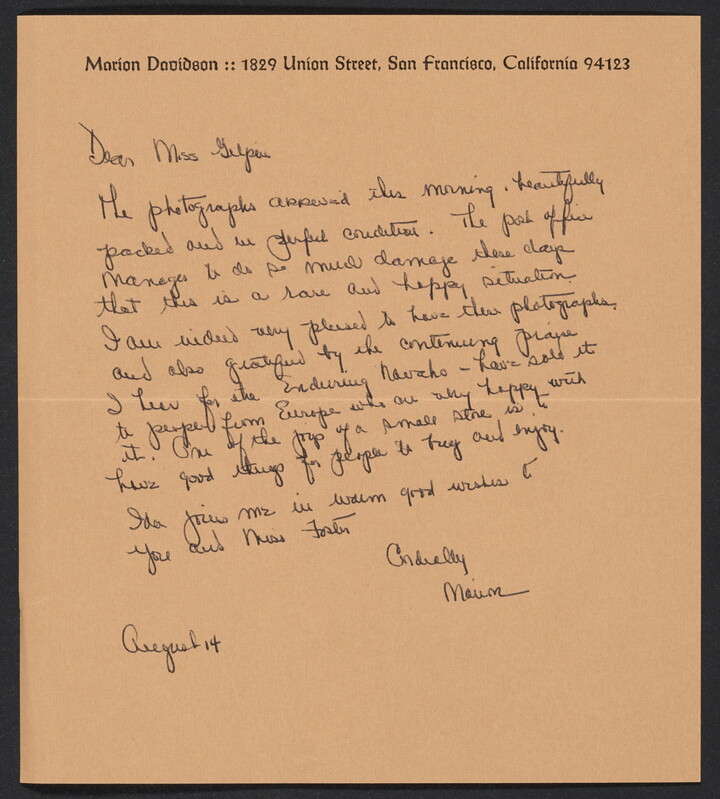 Marion Davidson :: 1829 Union Street, San Francisco, California 94123
Dear Miss Gilpin
The photographs arrived this morning, beautifully
packed and in perfect condition. The post office
manages to do so much damage these days
that this is a rare and happy situation.
I am indeed very pleased to have these photographs,
and also gratified by the continuing praise
I hear for the Enduring Navaho – have sold it
to people from Europe who are very happy with
it. One of the joys of a small store is to
have good things for people to buy and enjoy.
Ida joins me in warm good wishes to
you and Miss Foster
Cordially
Marion
August 14